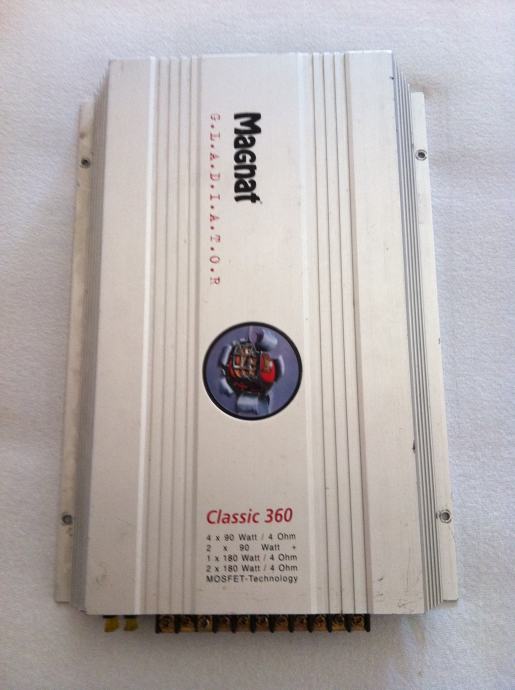 Magnat
G.L.A.D.I.A.T.O.R
Classic 360
4 x 90 Watt / 4 Ohm
2 x 90 Watt +
1 x 180 Watt / 4 Ohm
2 x 180 Watt / 4 Ohm
MOSFET-Technology